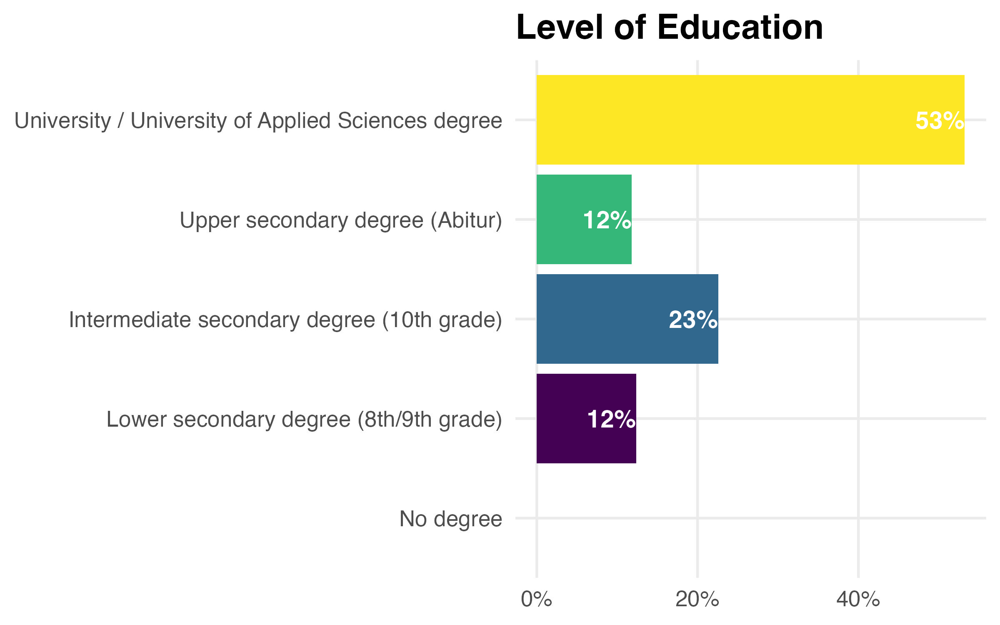 Level of Education
University / University of Applied Sciences degree
53%
Upper secondary degree (Abitur)
12%
Intermediate secondary degree (10th grade)
23%
Lower secondary degree (8th/9th grade)
12%
No degree
0%
20%
40%